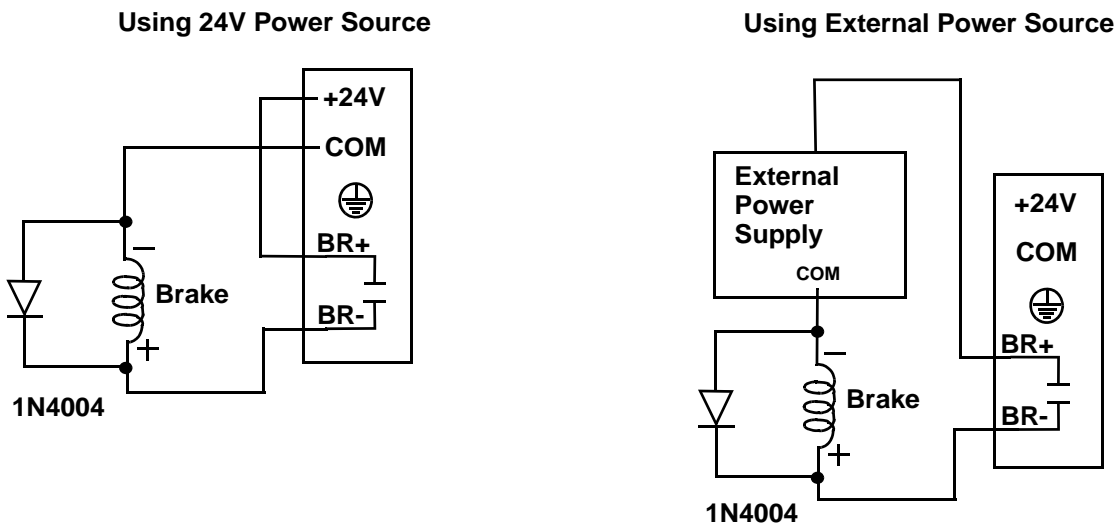 Using 24V Power Source
+24V
COM
BR+
BR-
Brake
1N4004
Using External Power Source
External
Power
Supply
COM
+24V
COM
BR+
BR-
Brake
1N4004